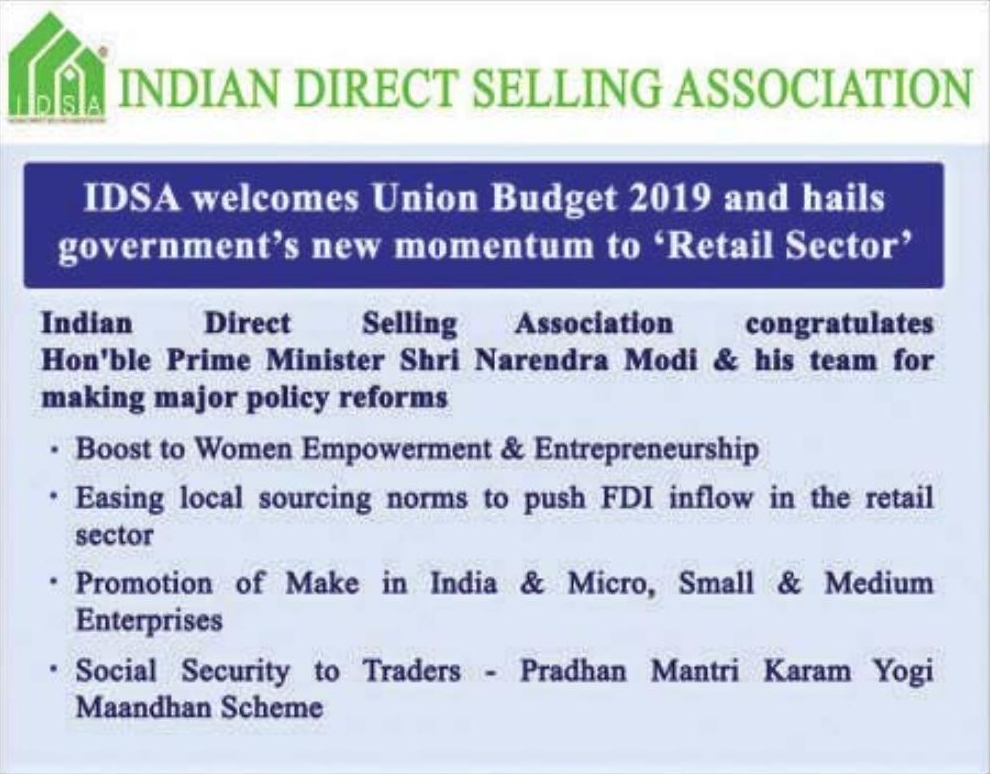 IDSA
INDIAN DIRECT SELLING ASSOCIATION
IDSA welcomes Union Budget 2019 and hails
government's new momentum to ‘Retail Sector’
Indian Direct Selling Association congratulates
Hon'ble Prime Minister Shri Narendra Modi & his team for
making major policy reforms
· Boost to Women Empowerment & Entrepreneurship
· Easing local sourcing norms to push FDI inflow in the retail
sector
· Promotion of Make in India & Micro, Small & Medium
Enterprises
· Social Security to Traders - Pradhan Mantri Karam Yogi
Maandhan Scheme